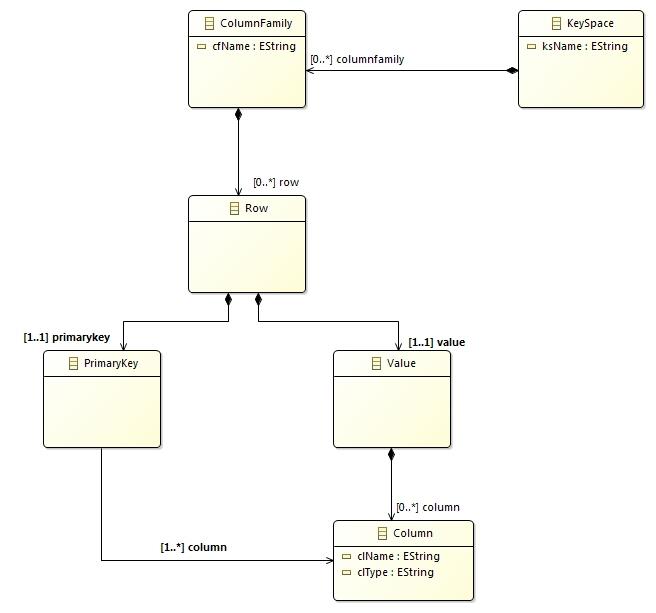 ColumnFamily
cfName : EString
KeySpace
ksName : EString
[0..*] columnfamily
[0..*] row
Row
[1..1] primarykey
[1..1] value
PrimaryKey
Value
[0..*] column
[1..*] column
Column
clName : EString
clType : EString